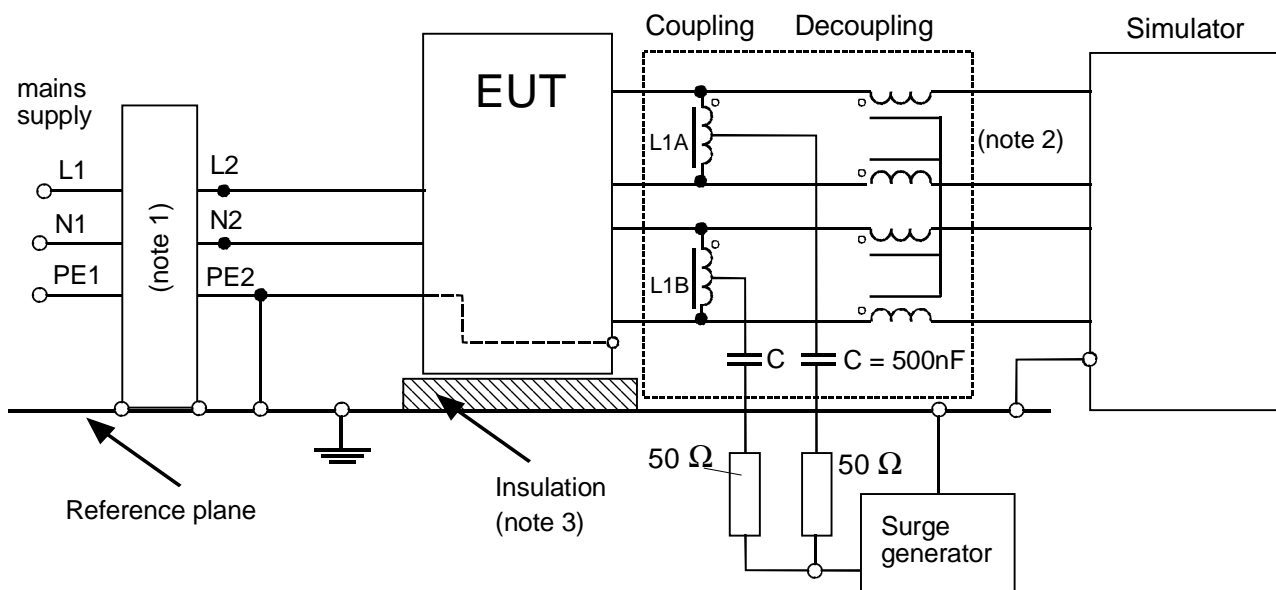 Coupling
Decoupling
Simulator
mains
supply
EUT
L1
L2
N1
N2
PE1
PE2
(note 1)
L1A
L1B
(note 2)
C
C = 500nF
50 Ω
50 Ω
Insulation
(note 3)
Reference plane
Surge
generator